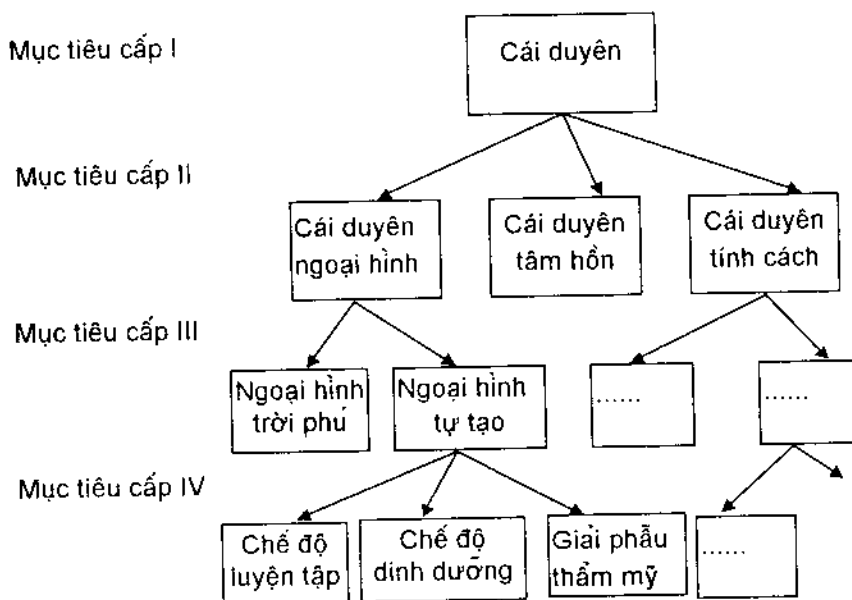 Mục tiêu cấp I
Cái duyên
Mục tiêu cấp II
Cái duyên
ngoại hình
Cái duyên
tâm hồn
Cái duyên
tính cách
Mục tiêu cấp III
Ngoại hình
trời phú
Ngoại hình
tự tạo
......
......
Mục tiêu cấp IV
Chế độ
luyện tập
Chế độ
dinh dưỡng
Giải phẫu
thẩm mỹ
......